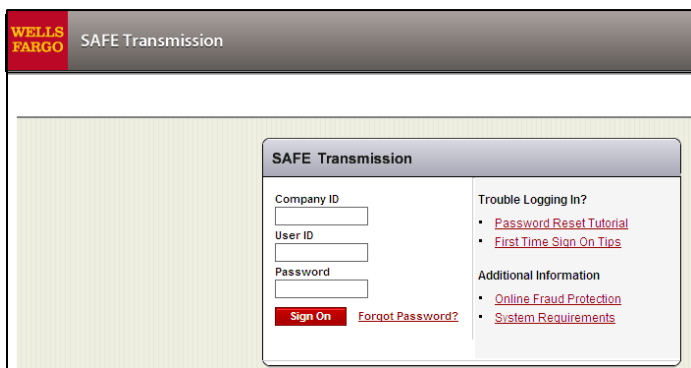 WELLS
FARGO
SAFE Transmission
SAFE Transmission
Company ID
User ID
Password
Sign On
Forgot Password?
Trouble Logging In?
Password Reset Tutorial
First Time Sign On Tips
Additional Information
Online Fraud Protection
System Requirements